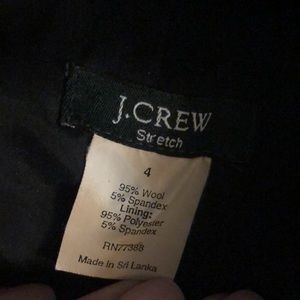 J.CREW
Stretch
4
95% Wool
5% Spandex
Lining:
95% Polyester
5% Spandex
RN77388
Made in Sri Lanka